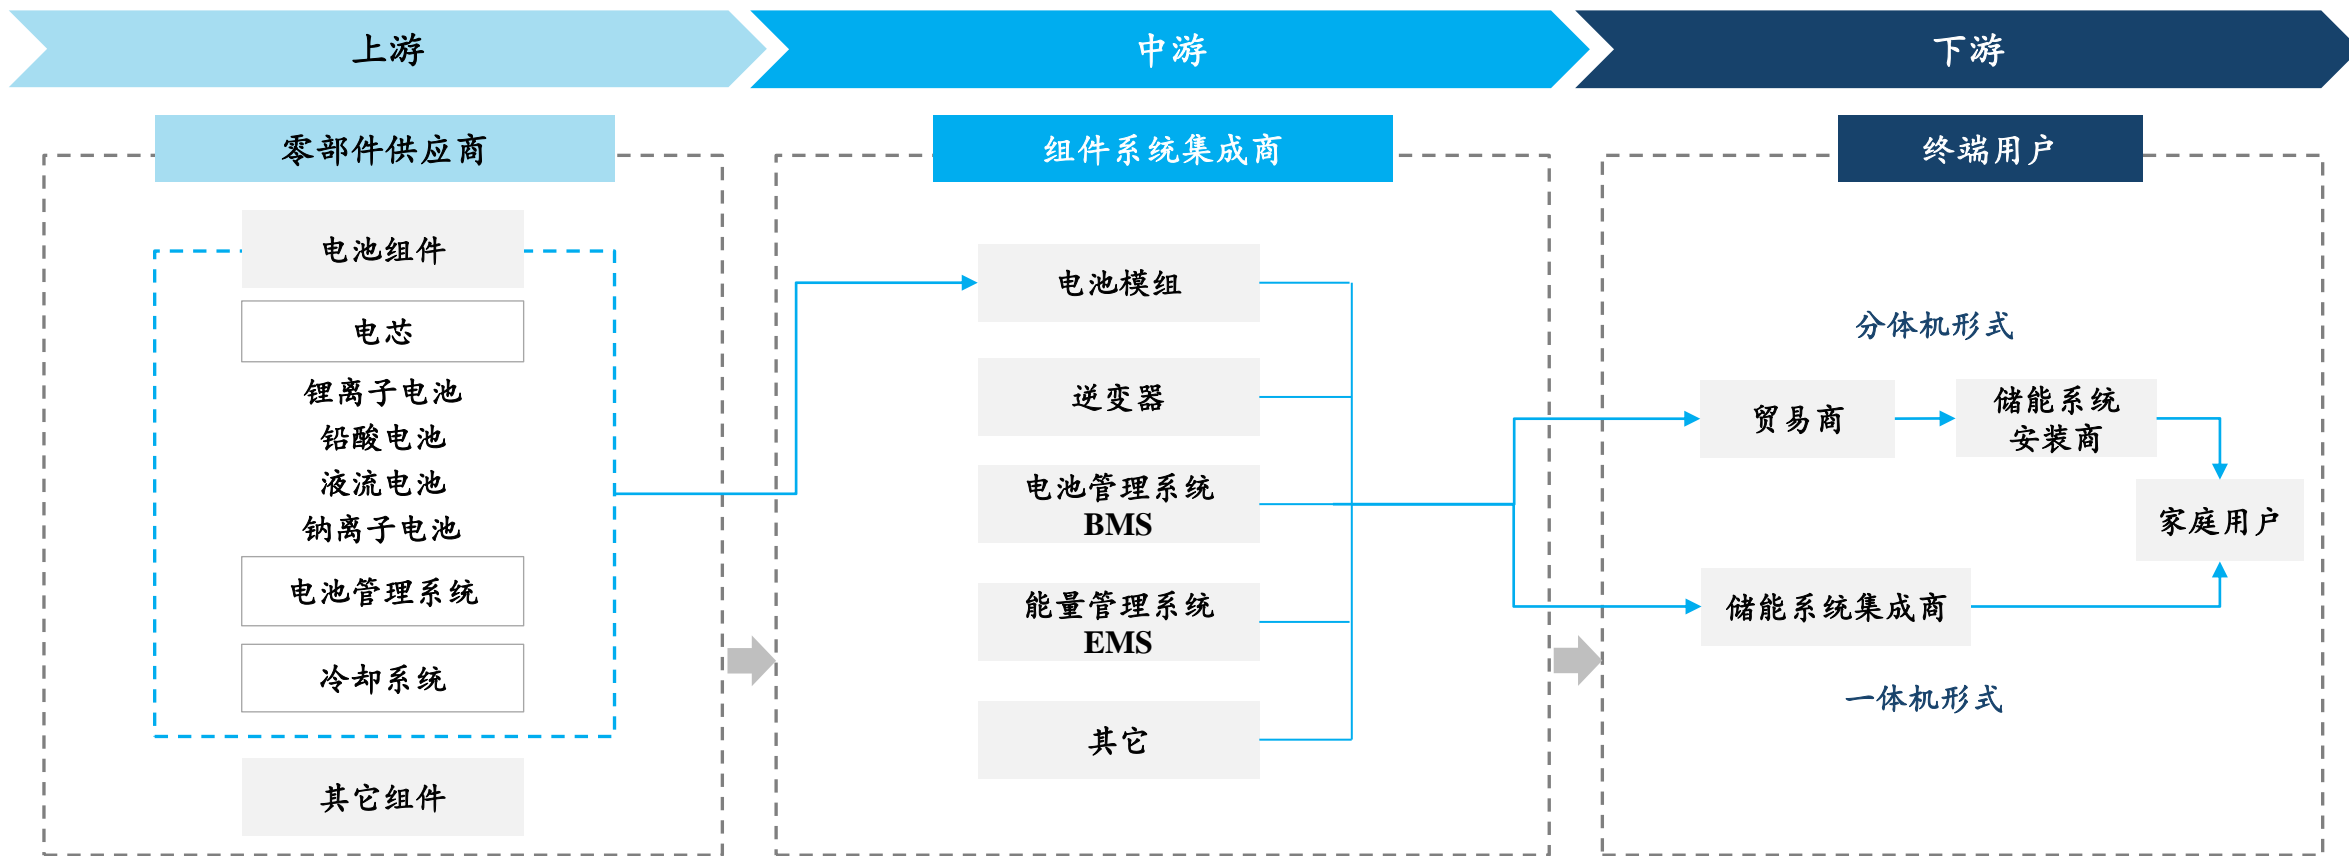 上游
中游
下游
零部件供应商
电池组件
电芯
锂离子电池
铅酸电池
液流电池
钠离子电池
电池管理系统
冷却系统
其它组件
组件系统集成商
电池模组
逆变器
电池管理系统
BMS
能量管理系统
EMS
其它
终端用户
分体机形式
贸易商
储能系统
安装商
家庭用户
储能系统集成商
一体机形式